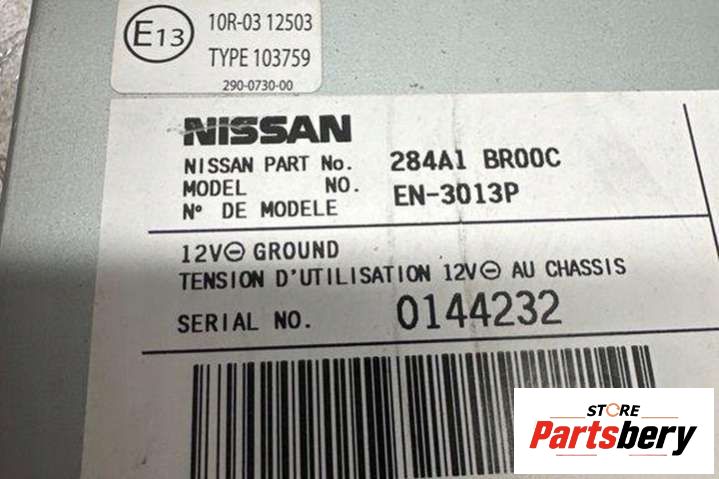 E13
10R-03 12503
TYPE 103759
290-0730-00
NISSAN
NISSAN PART No. 284A1 BR00C
MODEL NO. EN-3013P
N° DE MODELE
12V⊖ GROUND
TENSION D'UTILISATION 12V⊖ AU CHASSIS
SERIAL NO. 0144232
STORE
Partsbery